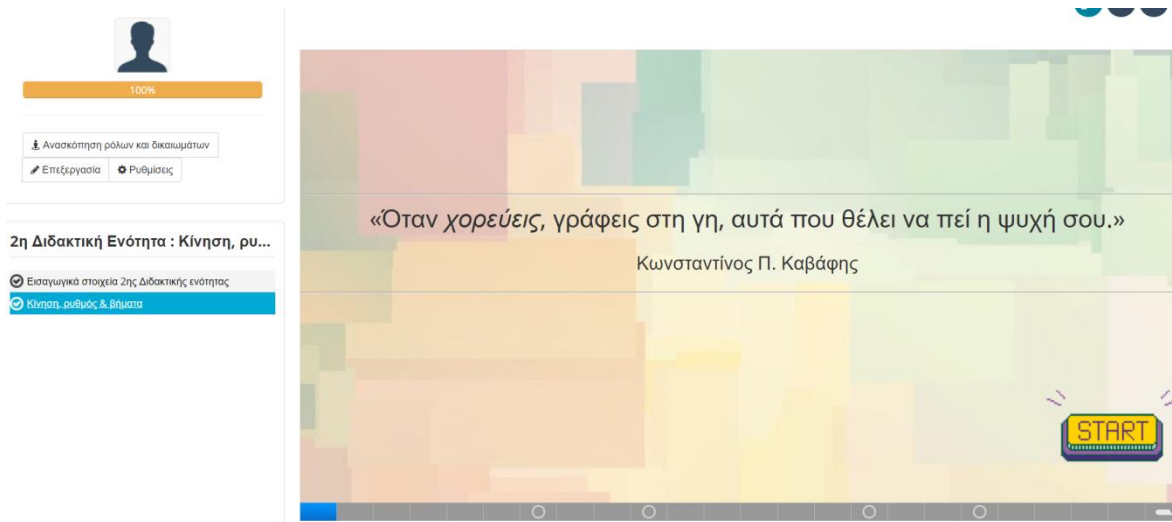 100%
Ανασκόπηση ρόλων και δικαιωμάτων
Επεξεργασία
Ρυθμίσεις
2η Διδακτική Ενότητα : Κίνηση, ρυ...
Εισαγωγικά στοιχεία 2ης Διδακτικής ενότητας
Κίνηση, ρυθμός & βήματα
«Όταν χορεύεις, γράφεις στη γη, αυτά που θέλει να πεί η ψυχή σου.»
Κωνσταντίνος Π. Καβάφης
START